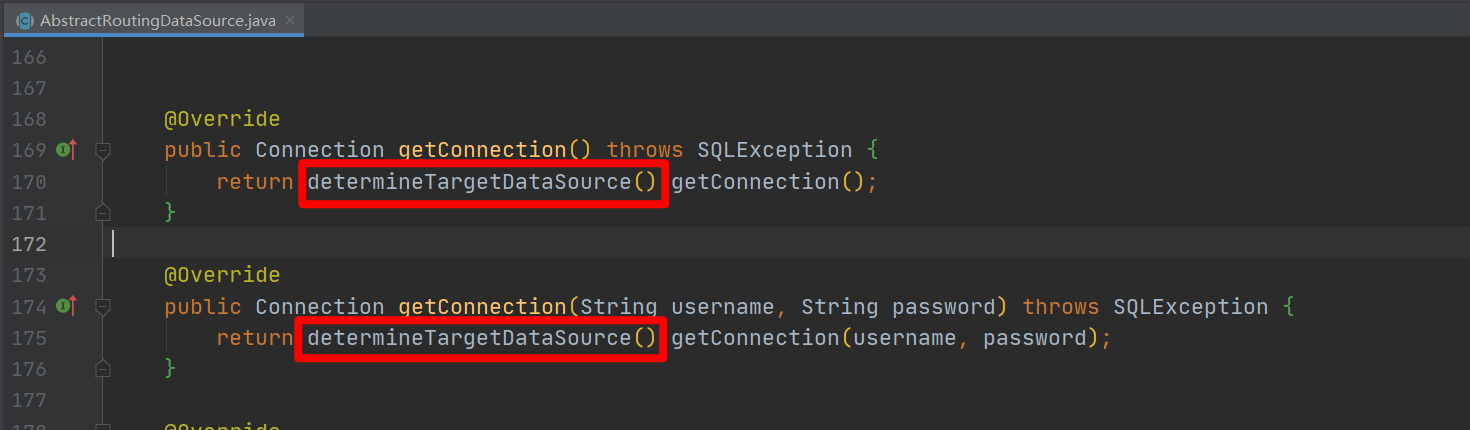 AbstractRoutingDataSource.java
166
167
168 @Override
169 public Connection getConnection() throws SQLException {
170 return determineTargetDataSource() getConnection();
171 }
172
173 @Override
174 public Connection getConnection(String username, String password) throws SQLException {
175 return determineTargetDataSource() getConnection(username, password);
176 }
177
178 @Override